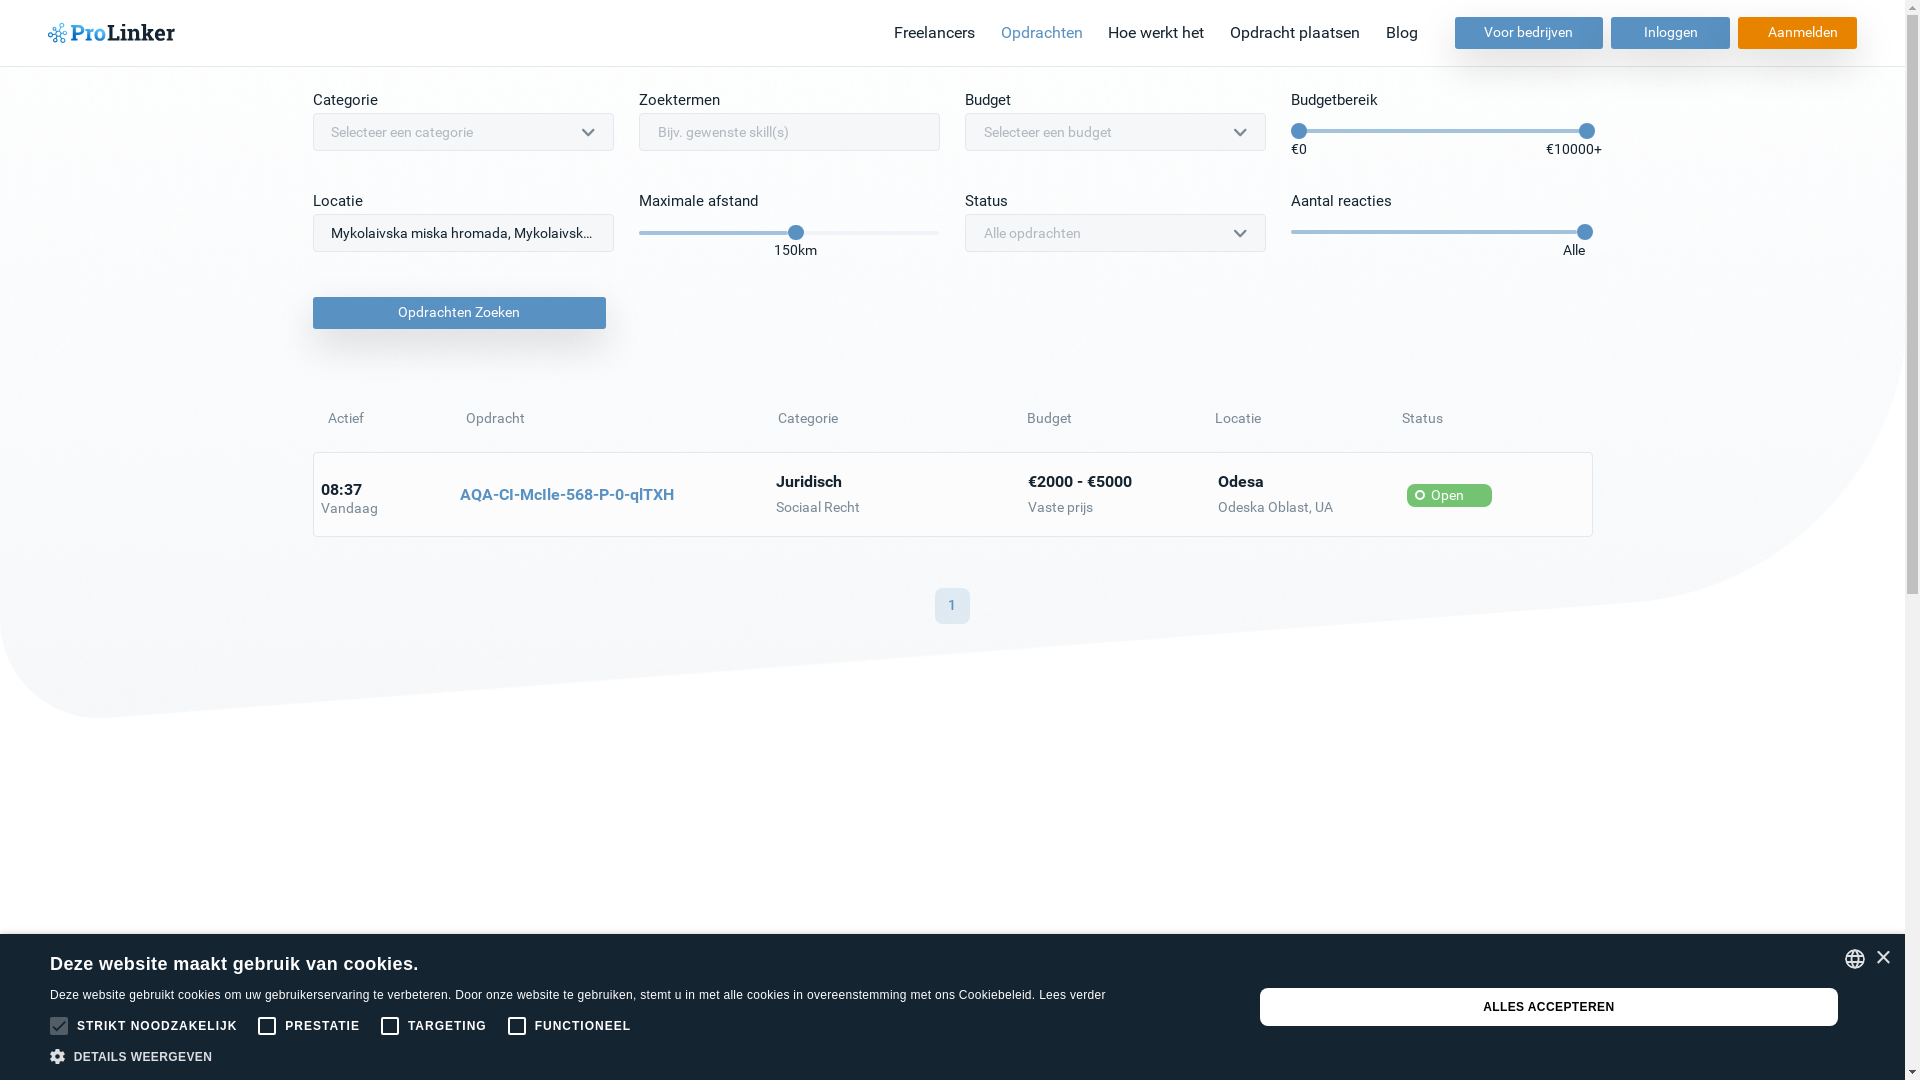 ProLinker
Freelancers Opdrachten Hoe werkt het Opdracht plaatsen Blog Voor bedrijven Inloggen Aanmelden
Categorie Zoektermen Budget Budgetbereik
Selecteer een categorie Bijv. gewenste skill(s) Selecteer een budget
€0 €10000+
Locatie Maximale afstand Status Aantal reacties
Mykolaivska miska hromada, Mykolaivsk... Alle opdrachten
150km Alle
Opdrachten Zoeken
Actief Opdracht Categorie Budget Locatie Status
08:37 AQA-CI-McIle-568-P-0-qlTXH Juridisch €2000 - €5000 Odesa Open
Vandaag Sociaal Recht Vaste prijs Odeska Oblast, UA
1
Deze website maakt gebruik van cookies.
Deze website gebruikt cookies om uw gebruikerservaring te verbeteren. Door onze website te gebruiken, stemt u in met alle cookies in overeenstemming met ons Cookiebeleid. Lees verder
ALLES ACCEPTEREN
STRIKT NOODZAKELIJK PRESTATIE TARGETING FUNCTIONEEL
DETAILS WEERGEVEN